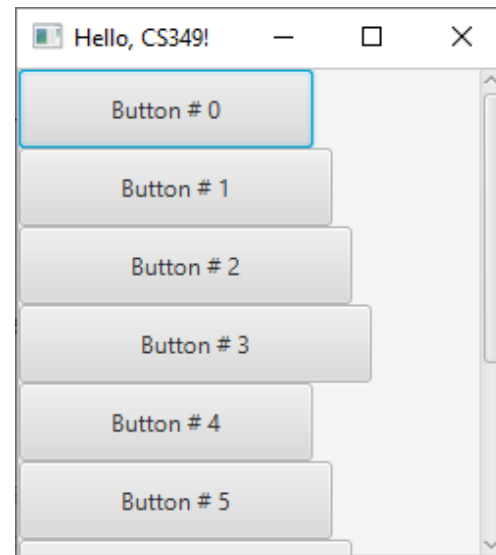 Hello, CS349!
Button # 0
Button # 1
Button # 2
Button # 3
Button # 4
Button # 5